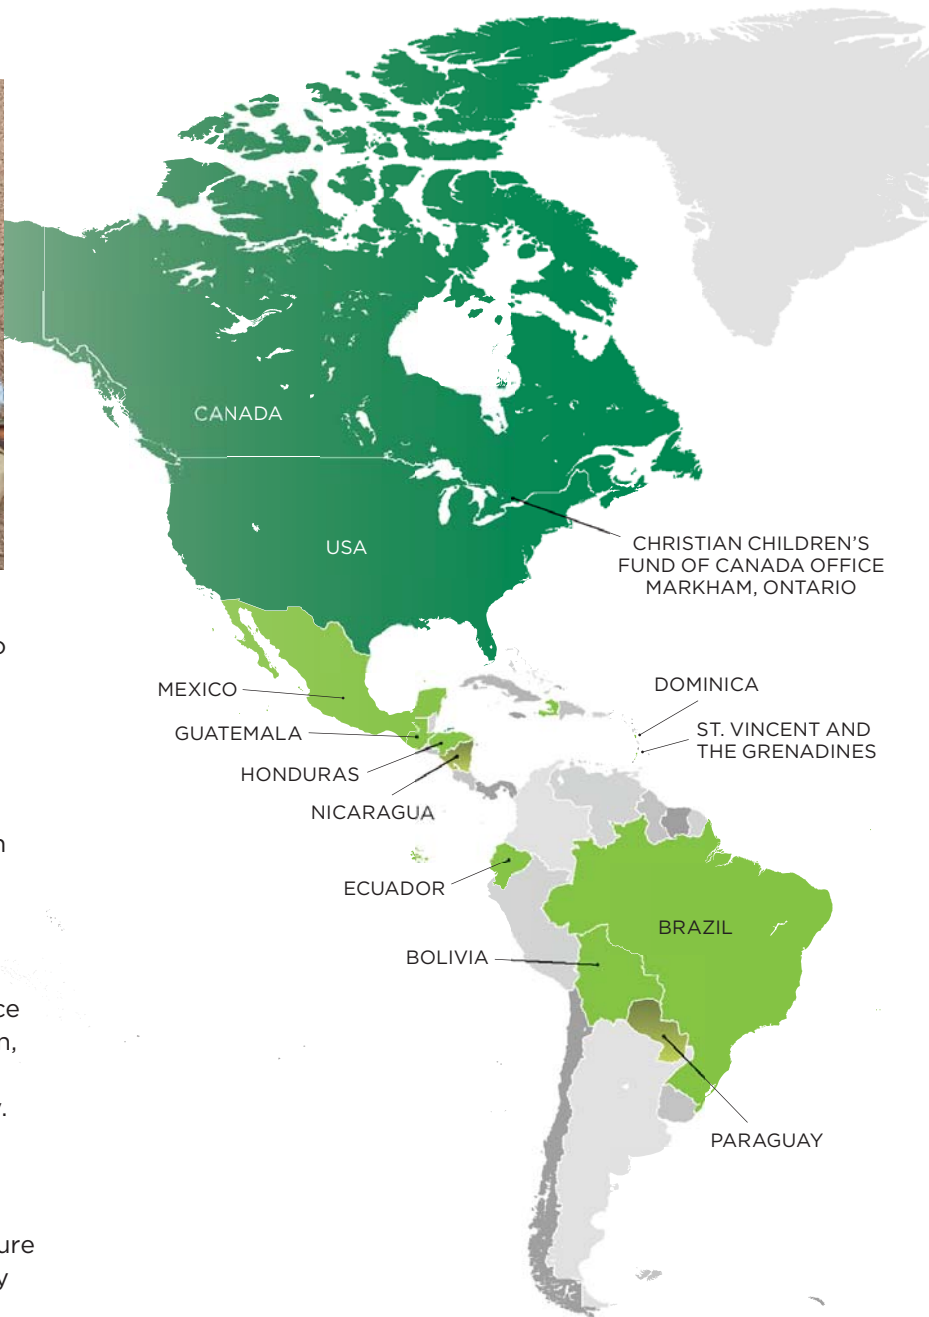 CANADA
USA
CHRISTIAN CHILDREN'S
FUND OF CANADA OFFICE
MARKHAM, ONTARIO
MEXICO
GUATEMALA
HONDURAS
NICARAGUA
DOMINICA
ST. VINCENT AND
THE GRENADINES
ECUADOR
BRAZIL
BOLIVIA
PARAGUAY